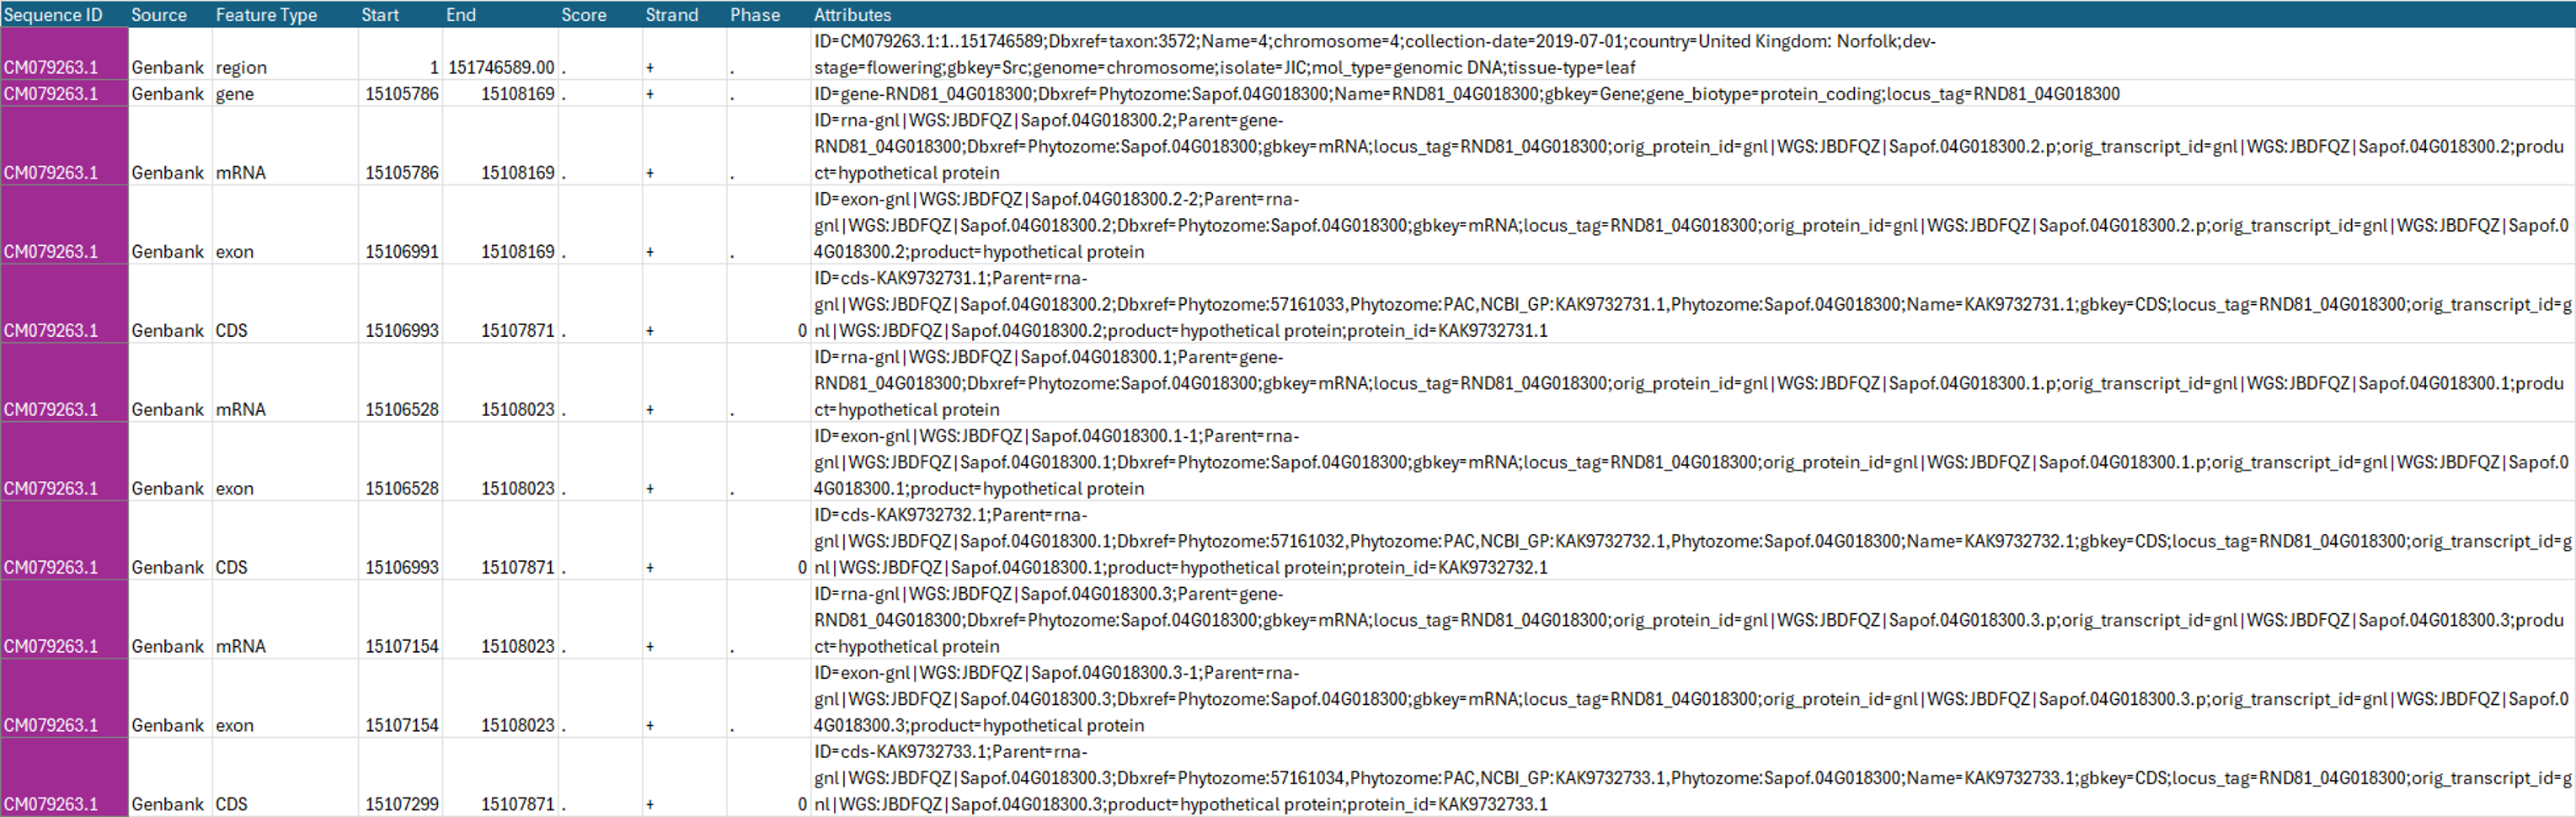 Sequence ID Source Feature Type Start End Score Strand Phase Attributes
ID=CM079263.1:1..151746589;Dbxref=taxon:3572;Name=4;chromosome=4;collection-date=2019-07-01;country=United Kingdom: Norfolk;dev-
CM079263.1 Genbank region 1 151746589.00 . + . stage=flowering;gbkey=Src;genome=chromosome;isolate=JIC;mol_type=genomic DNA;tissue-type=leaf
CM079263.1 Genbank gene 15105786 15108169 . + . ID=gene-RND81_04G018300;Dbxref=Phytozome:Sapof.04G018300;Name=RND81_04G018300;gbkey=Gene;gene_biotype=protein_coding;locus_tag=RND81_04G018300
ID=rna-gnl|WGS:JBDFQZ|Sapof.04G018300.2;Parent=gene-
RND81_04G018300;Dbxref=Phytozome:Sapof.04G018300;gbkey=mRNA;locus_tag=RND81_04G018300;orig_protein_id=gnl|WGS:JBDFQZ|Sapof.04G018300.2.p;orig_transcript_id=gnl|WGS:JBDFQZ|Sapof.04G018300.2;produ
CM079263.1 Genbank mRNA 15105786 15108169 . + . ct=hypothetical protein
ID=exon-gnl|WGS:JBDFQZ|Sapof.04G018300.2-2;Parent=rna-
gnl|WGS:JBDFQZ|Sapof.04G018300.2;Dbxref=Phytozome:Sapof.04G018300;gbkey=mRNA;locus_tag=RND81_04G018300;orig_protein_id=gnl|WGS:JBDFQZ|Sapof.04G018300.2.p;orig_transcript_id=gnl|WGS:JBDFQZ|Sapof.0
CM079263.1 Genbank exon 15106991 15108169 . + . 4G018300.2;product=hypothetical protein
ID=cds-KAK9732731.1;Parent=rna-
gnl|WGS:JBDFQZ|Sapof.04G018300.2;Dbxref=Phytozome:57161033,Phytozome:PAC,NCBI_GP:KAK9732731.1,Phytozome:Sapof.04G018300;Name=KAK9732731.1;gbkey=CDS;locus_tag=RND81_04G018300;orig_transcript_id=g
CM079263.1 Genbank CDS 15106993 15107871 . + 0 nl|WGS:JBDFQZ|Sapof.04G018300.2;product=hypothetical protein;protein_id=KAK9732731.1
ID=rna-gnl|WGS:JBDFQZ|Sapof.04G018300.1;Parent=gene-
RND81_04G018300;Dbxref=Phytozome:Sapof.04G018300;gbkey=mRNA;locus_tag=RND81_04G018300;orig_protein_id=gnl|WGS:JBDFQZ|Sapof.04G018300.1.p;orig_transcript_id=gnl|WGS:JBDFQZ|Sapof.04G018300.1;produ
CM079263.1 Genbank mRNA 15106528 15108023 . + . ct=hypothetical protein
ID=exon-gnl|WGS:JBDFQZ|Sapof.04G018300.1-1;Parent=rna-
gnl|WGS:JBDFQZ|Sapof.04G018300.1;Dbxref=Phytozome:Sapof.04G018300;gbkey=mRNA;locus_tag=RND81_04G018300;orig_protein_id=gnl|WGS:JBDFQZ|Sapof.04G018300.1.p;orig_transcript_id=gnl|WGS:JBDFQZ|Sapof.0
CM079263.1 Genbank exon 15106528 15108023 . + . 4G018300.1;product=hypothetical protein
ID=cds-KAK9732732.1;Parent=rna-
gnl|WGS:JBDFQZ|Sapof.04G018300.1;Dbxref=Phytozome:57161032,Phytozome:PAC,NCBI_GP:KAK9732732.1,Phytozome:Sapof.04G018300;Name=KAK9732732.1;gbkey=CDS;locus_tag=RND81_04G018300;orig_transcript_id=g
CM079263.1 Genbank CDS 15106993 15107871 . + 0 nl|WGS:JBDFQZ|Sapof.04G018300.1;product=hypothetical protein;protein_id=KAK9732732.1
ID=rna-gnl|WGS:JBDFQZ|Sapof.04G018300.3;Parent=gene-
RND81_04G018300;Dbxref=Phytozome:Sapof.04G018300;gbkey=mRNA;locus_tag=RND81_04G018300;orig_protein_id=gnl|WGS:JBDFQZ|Sapof.04G018300.3.p;orig_transcript_id=gnl|WGS:JBDFQZ|Sapof.04G018300.3;produ
CM079263.1 Genbank mRNA 15107154 15108023 . + . ct=hypothetical protein
ID=exon-gnl|WGS:JBDFQZ|Sapof.04G018300.3-1;Parent=rna-
gnl|WGS:JBDFQZ|Sapof.04G018300.3;Dbxref=Phytozome:Sapof.04G018300;gbkey=mRNA;locus_tag=RND81_04G018300;orig_protein_id=gnl|WGS:JBDFQZ|Sapof.04G018300.3.p;orig_transcript_id=gnl|WGS:JBDFQZ|Sapof.0
CM079263.1 Genbank exon 15107154 15108023 . + . 4G018300.3;product=hypothetical protein
ID=cds-KAK9732733.1;Parent=rna-
gnl|WGS:JBDFQZ|Sapof.04G018300.3;Dbxref=Phytozome:57161034,Phytozome:PAC,NCBI_GP:KAK9732733.1,Phytozome:Sapof.04G018300;Name=KAK9732733.1;gbkey=CDS;locus_tag=RND81_04G018300;orig_transcript_id=g
CM079263.1 Genbank CDS 15107299 15107871 . + 0 nl|WGS:JBDFQZ|Sapof.04G018300.3;product=hypothetical protein;protein_id=KAK9732733.1